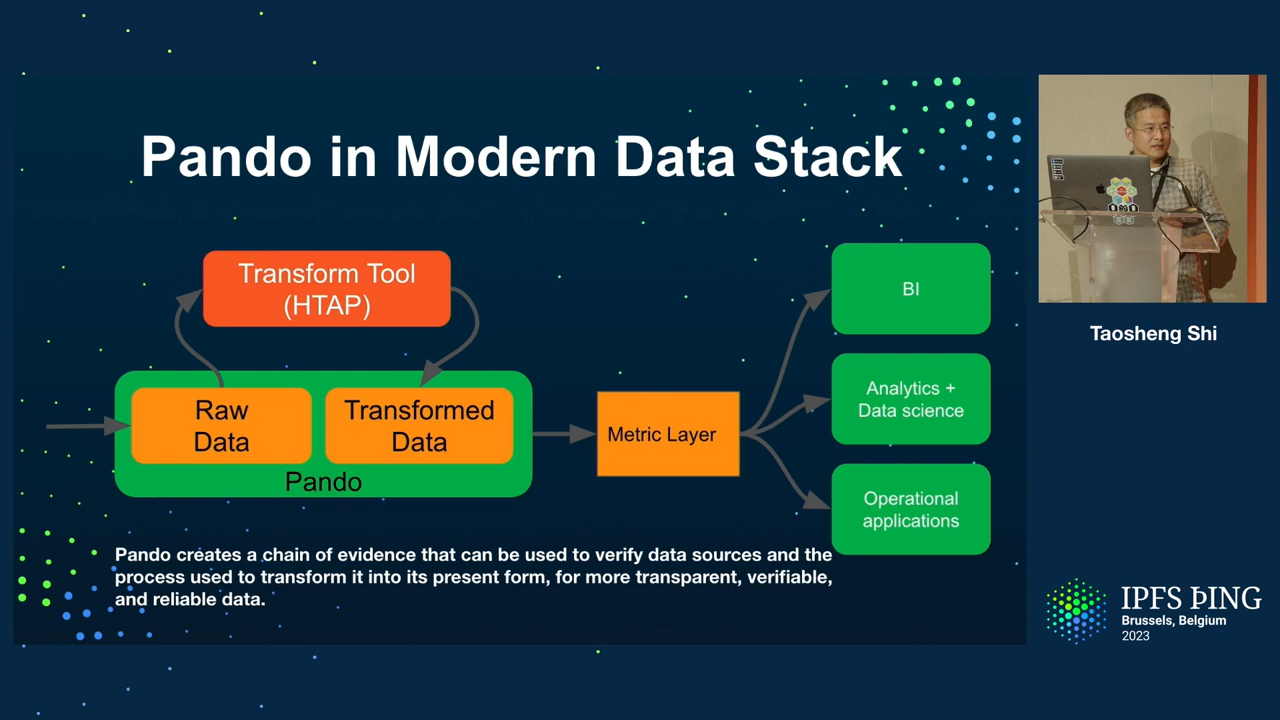 Pando in Modern Data Stack
Transform Tool
(HTAP)
Raw
Data
Transformed
Data
Pando
Metric Layer
BI
Analytics +
Data science
Operational
applications
Pando creates a chain of evidence that can be used to verify data sources and the
process used to transform it into its present form, for more transparent, verifiable,
and reliable data.
Taosheng Shi
IPFS ÞING
Brussels, Belgium
2023